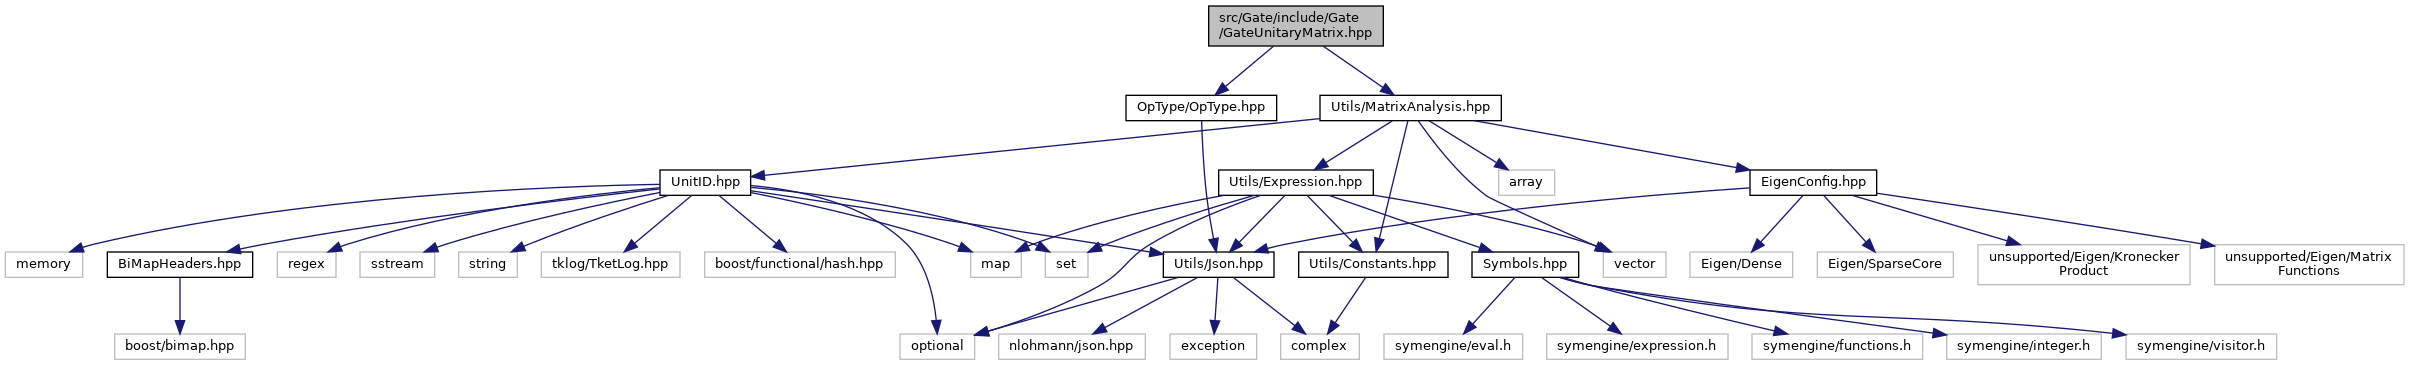 src/Gate/include/Gate
/GateUnitaryMatrix.hpp
OpType/OpType.hpp
Utils/MatrixAnalysis.hpp
UnitID.hpp
Utils/Expression.hpp
array
EigenConfig.hpp
memory
BiMapHeaders.hpp
regex
sstream
string
tklog/TketLog.hpp
boost/functional/hash.hpp
map
set
Utils/Json.hpp
Utils/Constants.hpp
Symbols.hpp
vector
Eigen/Dense
Eigen/SparseCore
unsupported/Eigen/Kronecker
Product
unsupported/Eigen/Matrix
Functions
boost/bimap.hpp
optional
nlohmann/json.hpp
exception
complex
symengine/eval.h
symengine/expression.h
symengine/functions.h
symengine/integer.h
symengine/visitor.h